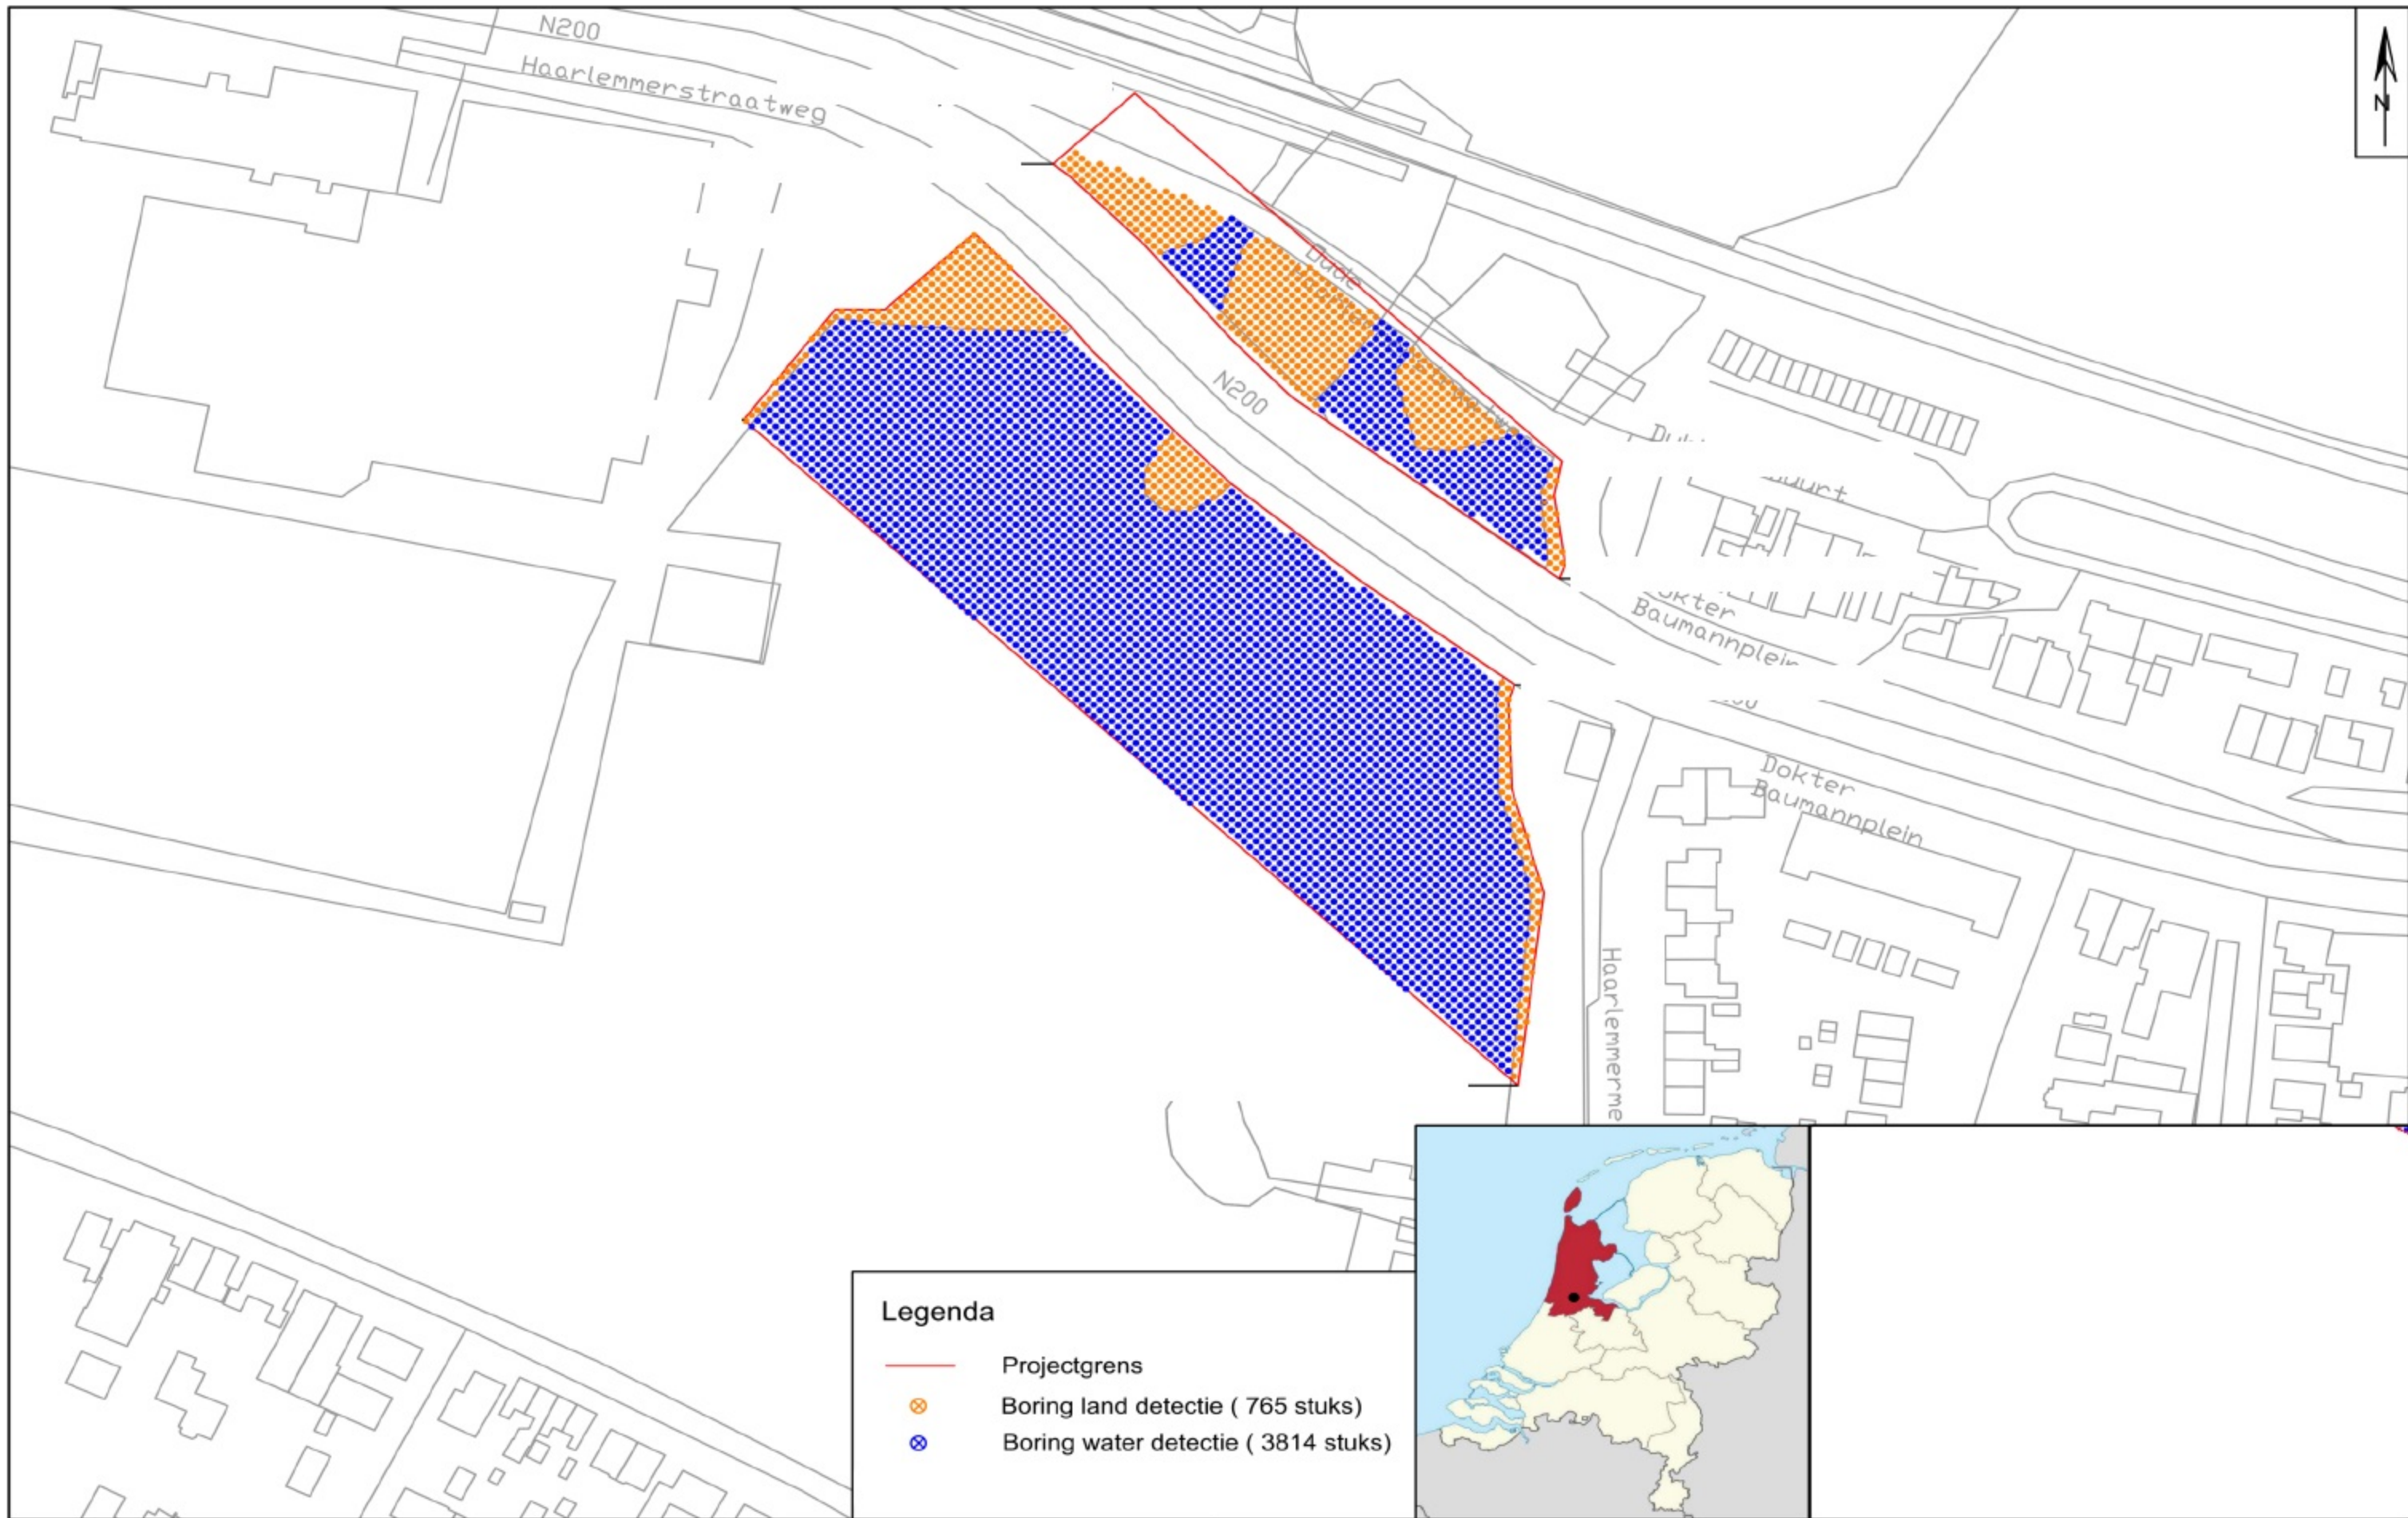 N200
Haarlemmerstraatweg
N
Oude
N200
Dokter
Baumannplein
Dokter
Baumannplein
Haarlemmerme
Legenda
Projectgrens
Boring land detectie ( 765 stuks)
Boring water detectie ( 3814 stuks)